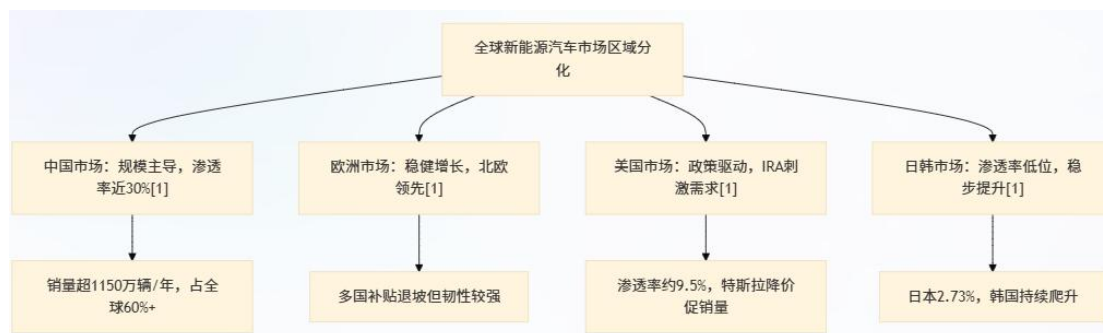 全球新能源汽车市场区域分
化
中国市场：规模主导，渗透
率近30%[1]
欧洲市场：稳健增长，北欧
领先[1]
美国市场：政策驱动，IRA刺
激需求[1]
日韩市场：渗透率低位，稳
步提升[1]
销量超1150万辆/年，占全
球60%+
多国补贴退坡但韧性较强
渗透率约9.5%，特斯拉降价
促销量
日本2.73%，韩国持续爬升